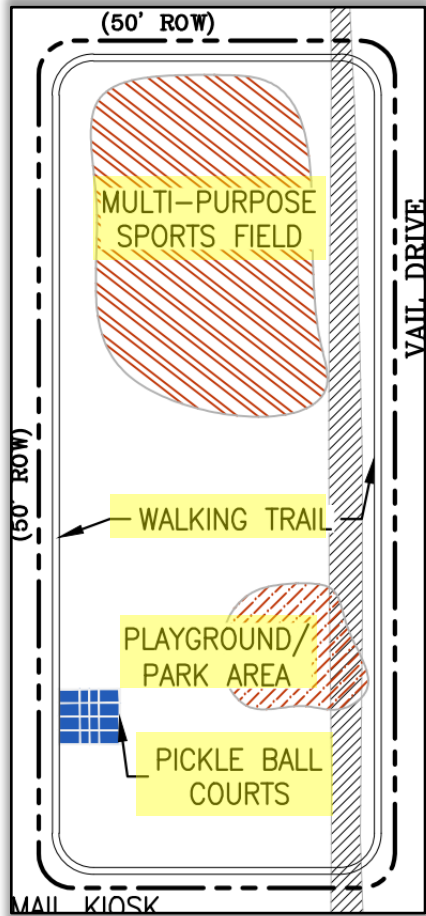 (50' ROW)
MULTI-PURPOSE
SPORTS FIELD
VAIL DRIVE
(50' ROW)
WALKING TRAIL
PLAYGROUND/
PARK AREA
PICKLE BALL
COURTS
MAIL KIOSK